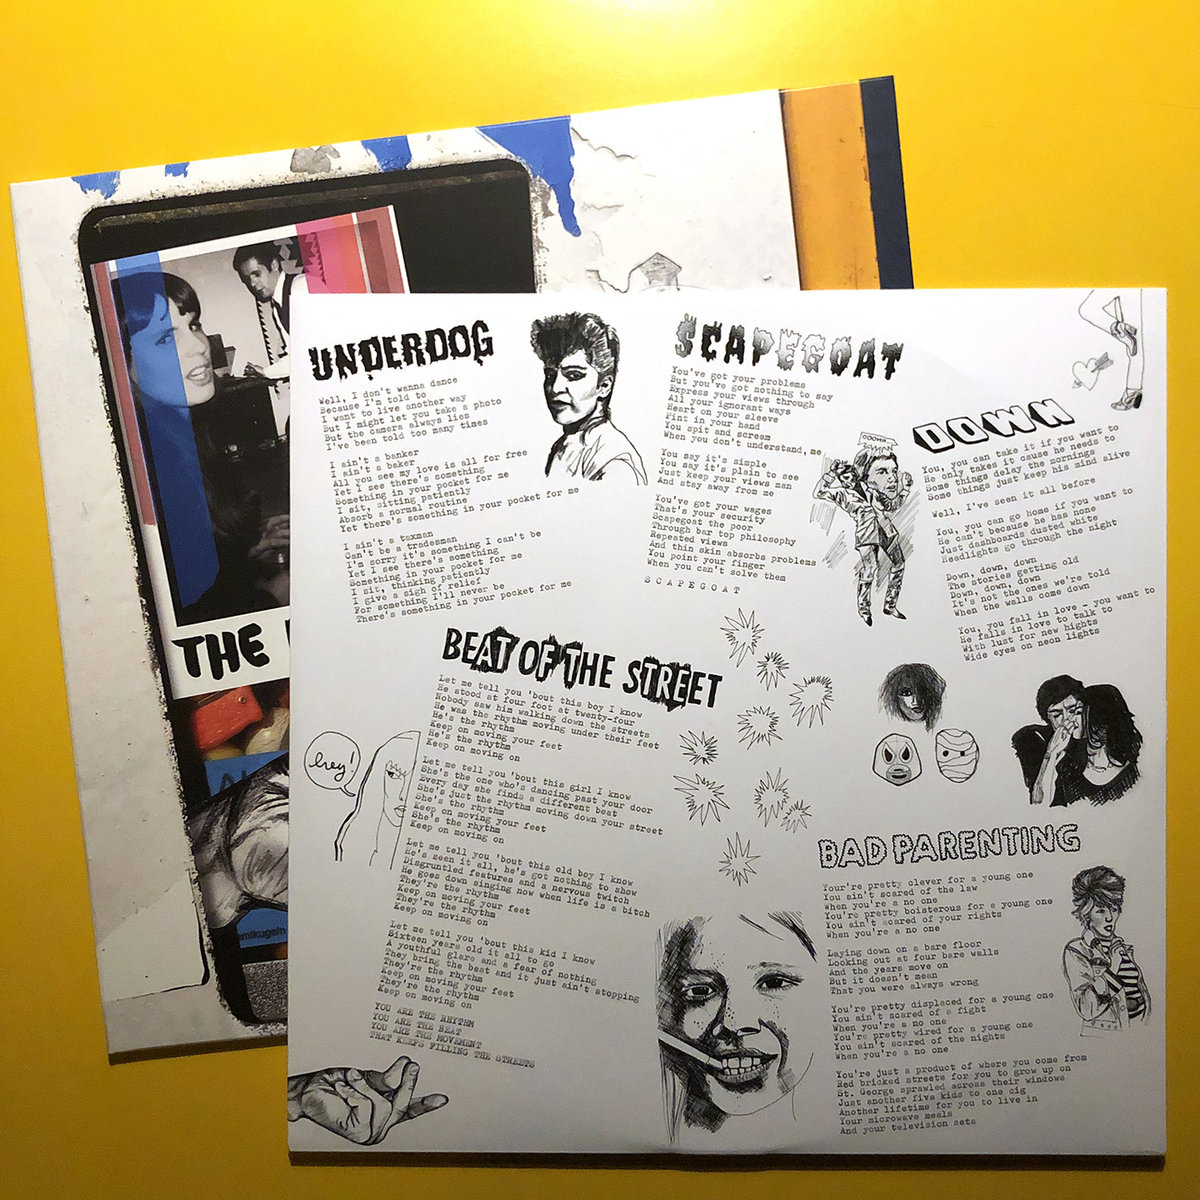 THE
UNDERDOG
Well, I don't wanna dance
Because I'm told to
I want to live another way
But I might let you take a photo
But the camera always lies
I've been told too many times
I ain't a banker
I ain't a baker
All you see my love is all for free
Yet I see there's something
Something in your pocket for me
I sit, sitting patiently
Absorb a normal routine
Yet there's something in your pocket for me
I ain't a taxman
Can't be a tradesman
I'm sorry it's something I can't be
Yet I see there's something
Something in your pocket for me
I sit, thinking patiently
I give a sigh of relief
For something I'll never be
There's something in your pocket for me
SCAPEGOAT
You've got your problems
But you've got nothing to say
Express your views through
All your ignorant ways
Heart on your sleeve
Pint in your hand
You spit and scream
When you don't understand, me
You say it's simple
You say it's plain to see
Just keep your views man
And stay away from me
You've got your wages
That's your security
Scapegoat the poor
Through bar top philosophy
Repeated views
And thin skin absorbs problems
You point your finger
When you can't solve them
SCAPEGOAT
DOWN
You, you can take it if you want to
He only takes it cause he needs to
Some things delay the mornings
Some things just keep his mind alive
Well, I've seen it all before
You, you can go home if you want to
He can't because he has none
Just dashboards dusted white
Headlights go through the night
Down, down, down
The stories getting old
Down, down, down
It's not the ones we're told
When the walls come down
You, you fall in love - you want to
He falls in love to talk to
With lust for new hights
Wide eyes on neon lights
BEAT OF THE STREET
Let me tell you 'bout this boy I know
He stood at four foot at twenty-four
Nobody saw him walking down the streets
He was the rhythm moving under their feet
He's the rhythm
Keep on moving your feet
He's the rhythm
Keep on moving on
Let me tell you 'bout this girl I know
She's the one who's dancing past your door
Every day she finds a different beat
She's just the rhythm moving down your street
She's the rhythm
Keep on moving your feet
She's the rhythm
Keep on moving on
Let me tell you 'bout this old boy I know
He's seen it all, he's got nothing to show
Disgruntled features and a nervous twitch
He goes down singing now when life is a bitch
They're the rhythm
Keep on moving your feet
They're the rhythm
Keep on moving on
Let me tell you 'bout this kid I know
Sixteen years old it all to go
A youthful glare and a fear of nothing
They bring the beat and it just ain't stopping
They're the rhythm
Keep on moving your feet
They're the rhythm
Keep on moving on
YOU ARE THE RHYTHM
YOU ARE THE BEAT
YOU ARE THE MOVEMENT
THAT KEEPS FILLING THE STREETS
hey!
BAD PARENTING
Your're pretty clever for a young one
You ain't scared of the law
When you're a no one
You're pretty boisterous for a young one
You ain't scared of your rights
When you're a no one
Laying down on a bare floor
Looking out at four bare walls
And the years move on
But it doesn't mean
That you were always wrong
You're pretty displaced for a young one
You ain't scared of a fight
When you're a no one
You're pretty wired for a young one
You ain't scared of the nights
When you're a no one
You're just a product of where you come from
Red bricked streets for you to grow up on
St. George sprawled across their windows
Just another five kids to one cig
Another lifetime for you to live in
Your microwave meals
And your television sets